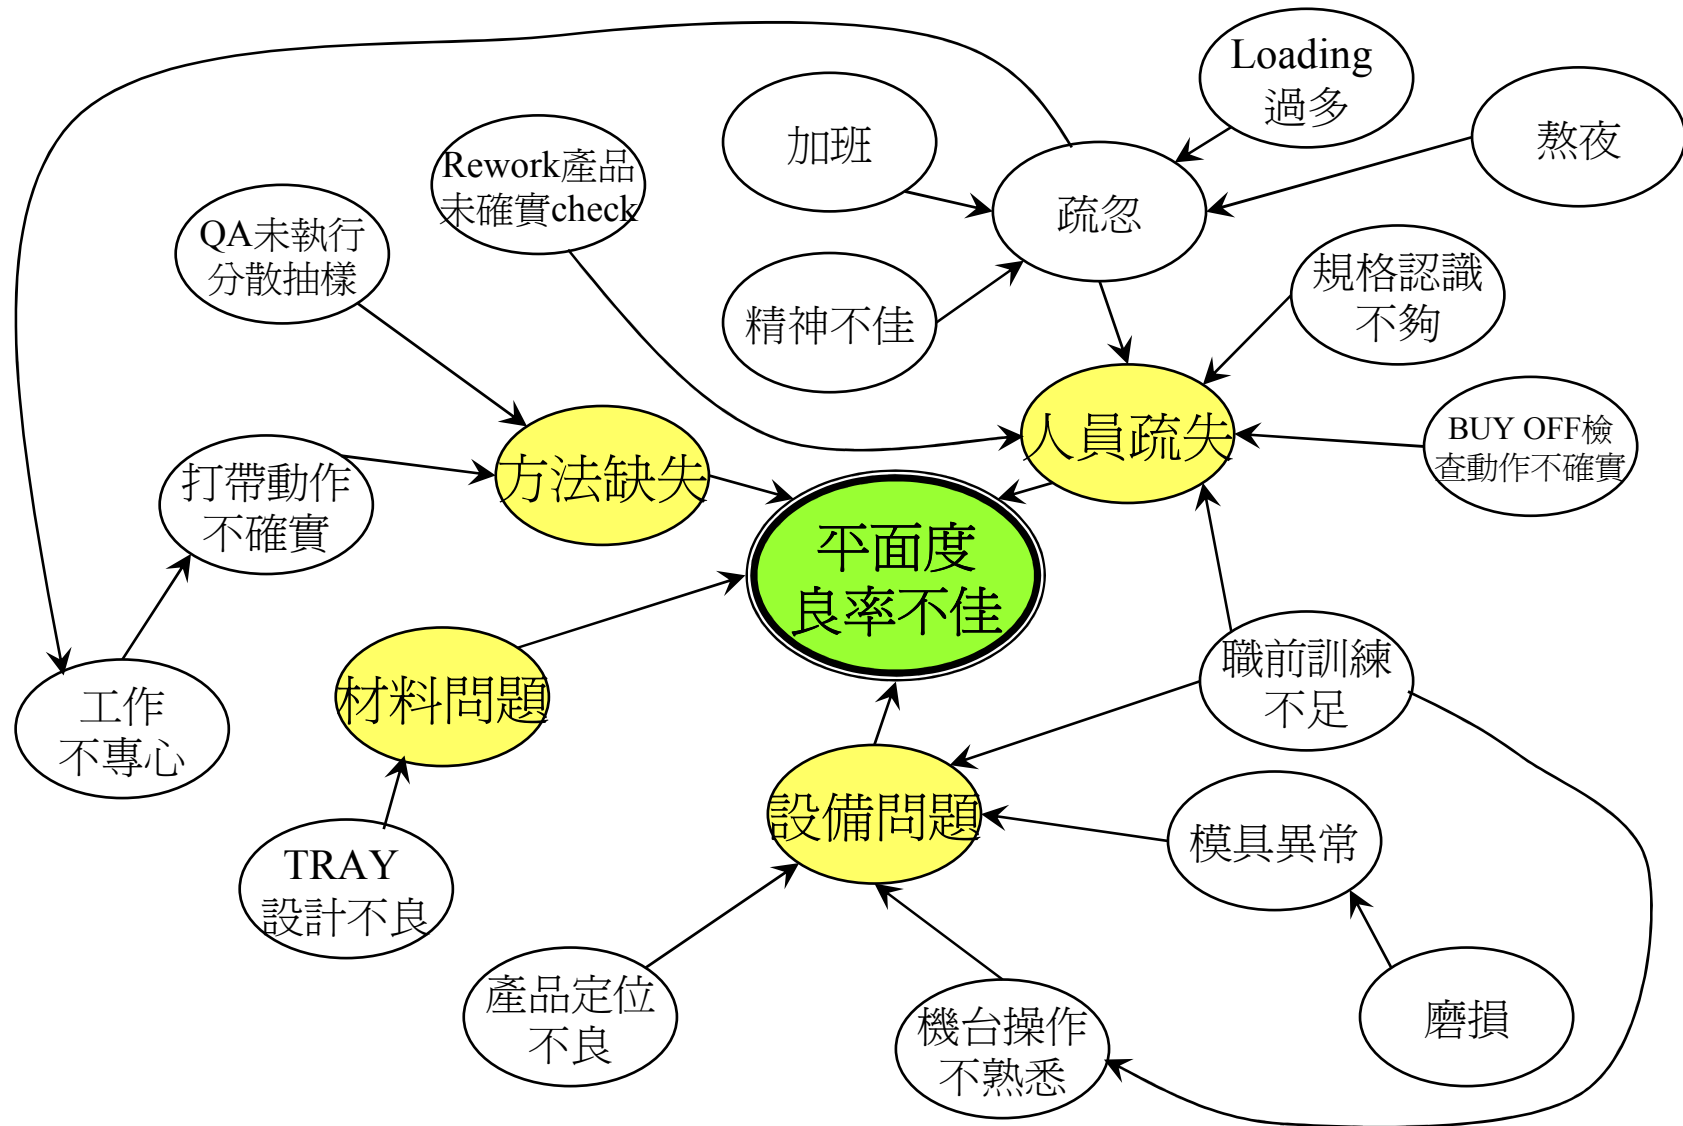 Loading
過多
加班
熬夜
Rework產品
未確實check
疏忽
QA未執行
分散抽樣
規格認識
不夠
精神不佳
人員疏失
BUY OFF檢
查動作不確實
方法缺失
打帶動作
不確實
平面度
良率不佳
職前訓練
不足
材料問題
工作
不專心
設備問題
模具異常
TRAY
設計不良
產品定位
不良
機台操作
不熟悉
磨損